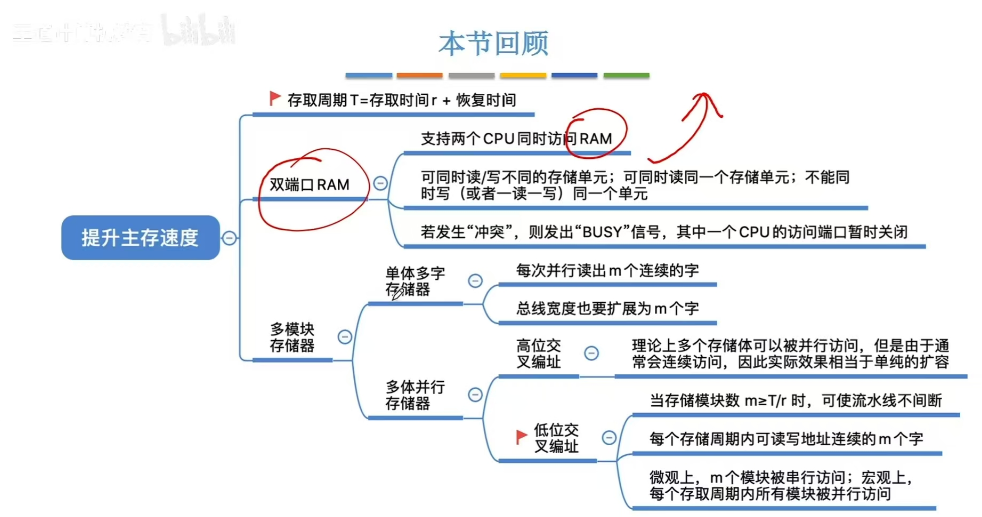 bilibili
本节回顾
存取周期T=存取时间r + 恢复时间
双端口RAM
支持两个CPU同时访问RAM
可同时读/写不同的存储单元；可同时读同一个存储单元；不能同
时写（或者一读一写）同一个单元
若发生“冲突”，则发出“BUSY”信号，其中一个CPU的访问端口暂时关闭
提升主存速度
多模块
存储器
单体多字
存储器
每次并行读出m个连续的字
总线宽度也要扩展为m个字
多体并行
存储器
高位交
叉编址
理论上多个存储体可以被并行访问，但是由于通
常会连续访问，因此实际效果相当于单纯的扩容
低位交
叉编址
当存储模块数 m≥T/r 时，可使流水线不间断
每个存储周期内可读写地址连续的m个字
微观上，m个模块被串行访问；宏观上，
每个存取周期内所有模块被并行访问